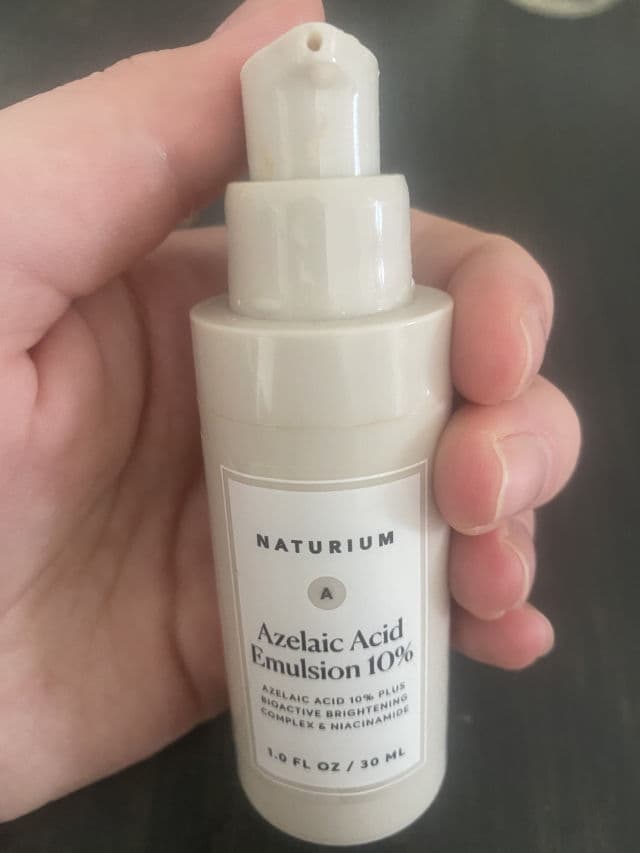 NATURIUM
A
Azelaic Acid
Emulsion 10%
AZELAIC ACID 10% PLUS
BIOACTIVE BRIGHTENING
COMPLEX & NIACINAMIDE
1.0 FL OZ / 30 ML